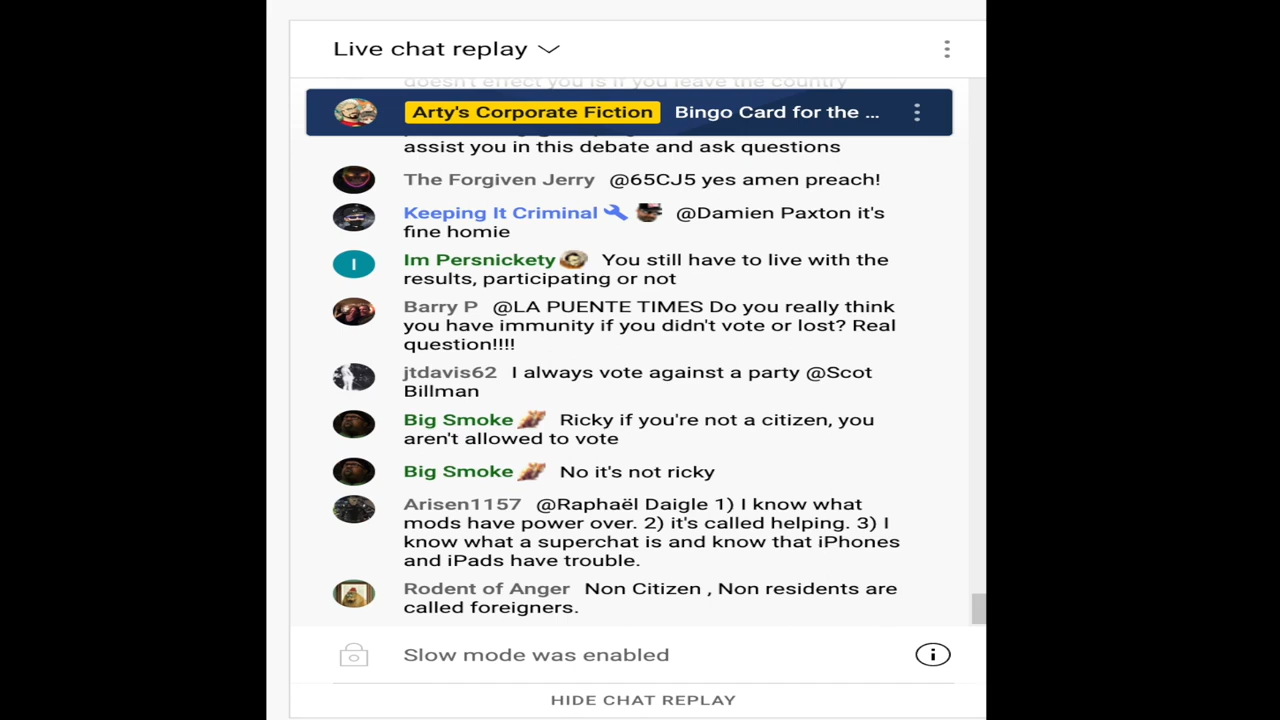 Live chat replay
doesn't effect you is if you leave the country
Arty's Corporate Fiction Bingo Card for the ...
assist you in this debate and ask questions
The Forgiven Jerry @65CJ5 yes amen preach!
Keeping It Criminal @Damien Paxton it's
fine homie
I
Im Persnickety You still have to live with the
results, participating or not
Barry P @LA PUENTE TIMES Do you really think
you have immunity if you didn't vote or lost? Real
question!!!!
jtdavis62 I always vote against a party @Scot
Billman
Big Smoke Ricky if you're not a citizen, you
aren't allowed to vote
Big Smoke No it's not ricky
Arisen1157 @Raphaël Daigle 1) I know what
mods have power over. 2) it's called helping. 3) I
know what a superchat is and know that iPhones
and iPads have trouble.
Rodent of Anger Non Citizen , Non residents are
called foreigners.
Slow mode was enabled
HIDE CHAT REPLAY